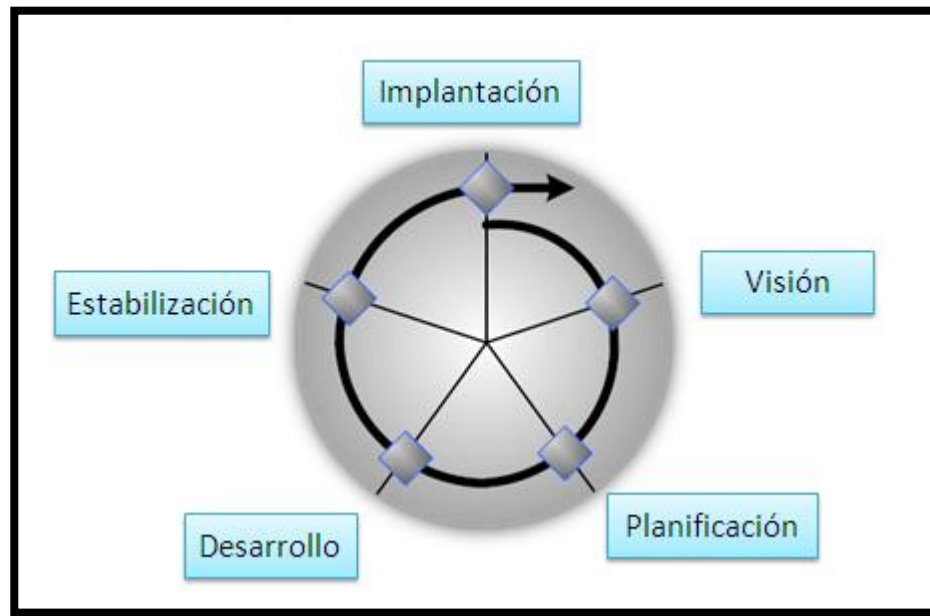 Implantación
Visión
Estabilización
Planificación
Desarrollo